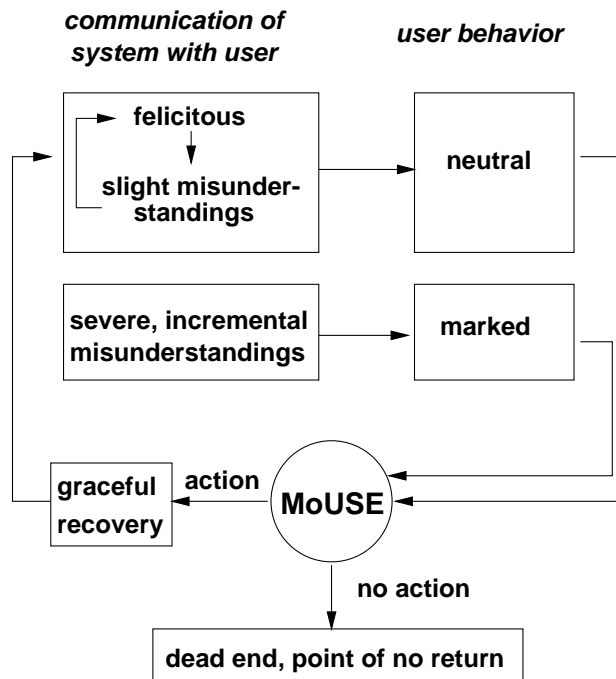 communication of
system with user
user behavior
felicitous
slight misunder-
standings
neutral
severe, incremental
misunderstandings
marked
graceful
recovery
action
MoUSE
no action
dead end, point of no return